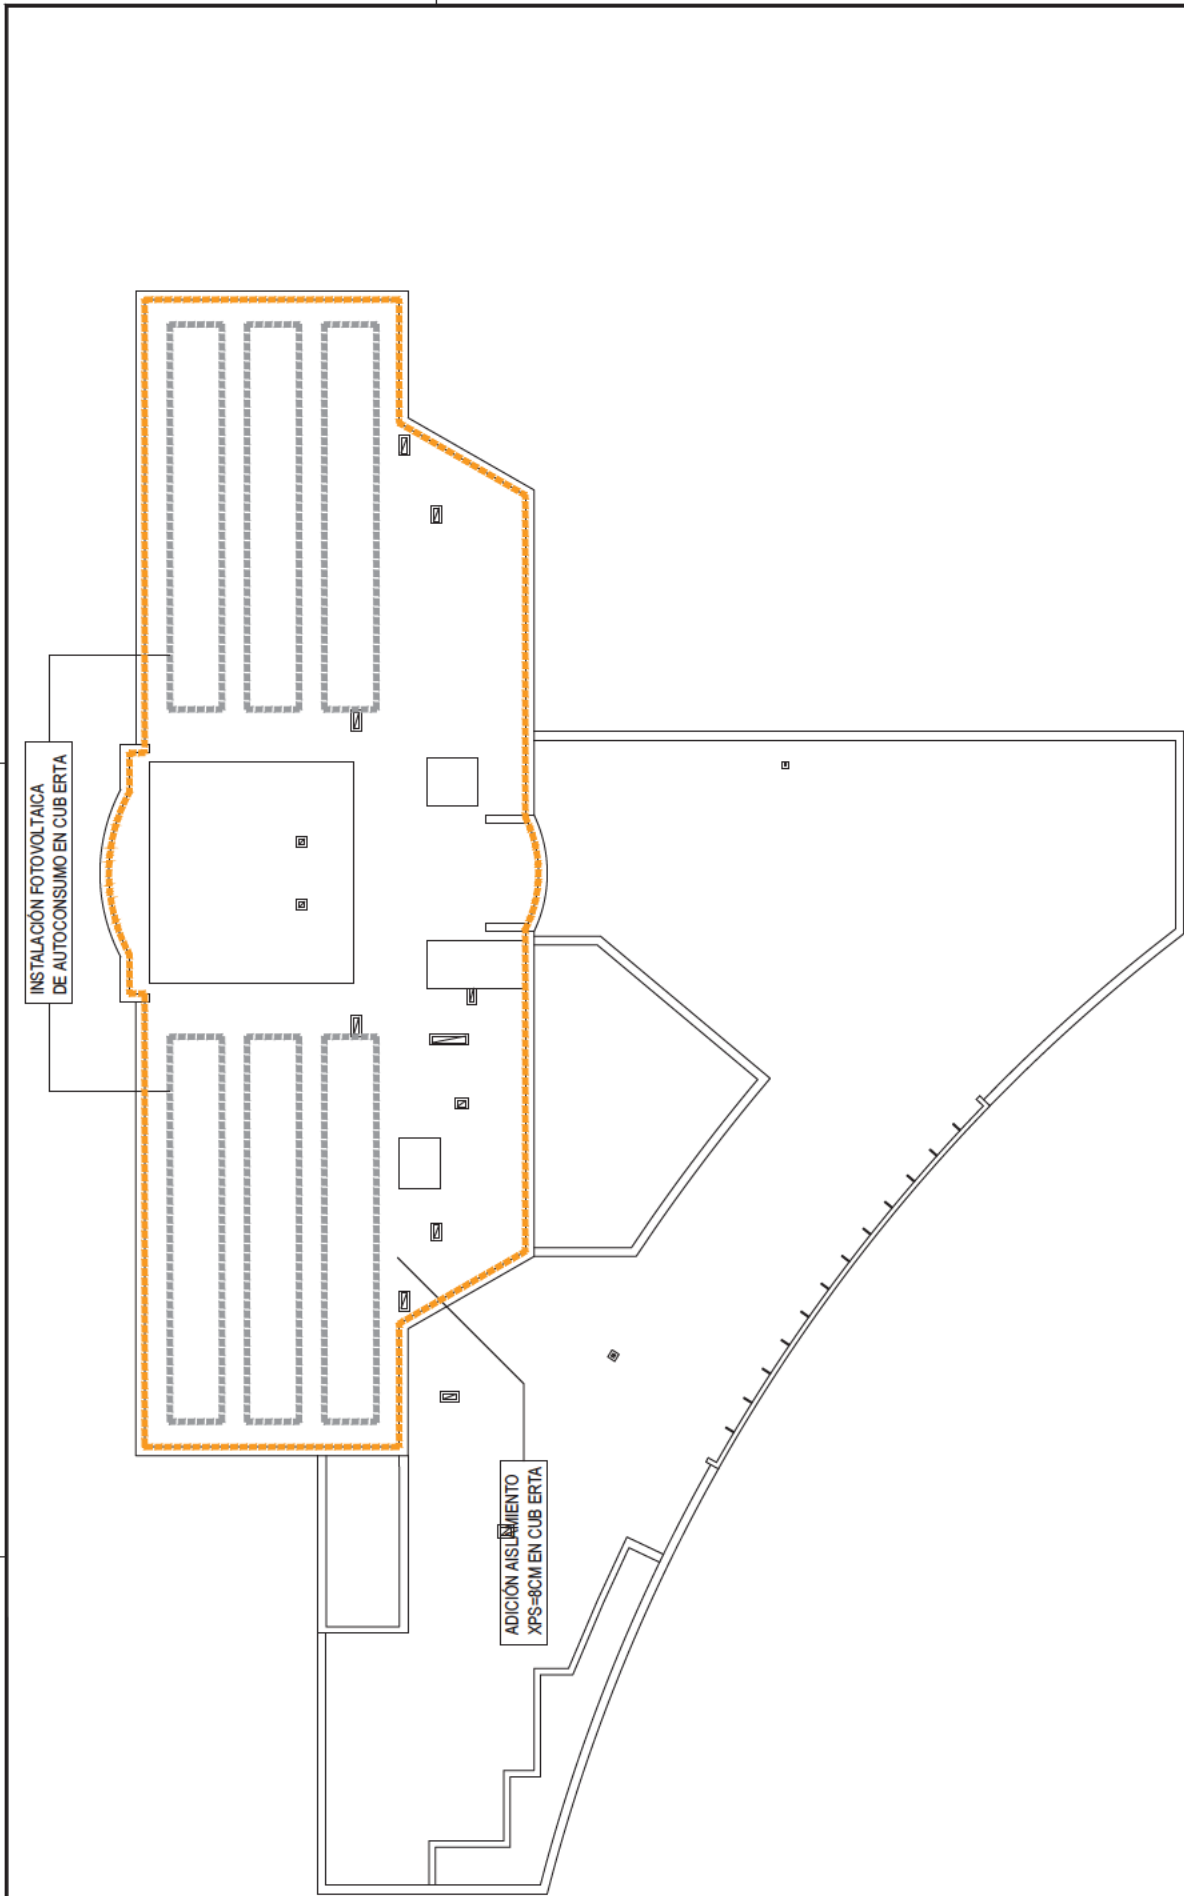 INSTALACIÓN FOTOVOLTAICA
DE AUTOCONSUMO EN CUB ERTA
ADICIÓN AISLAMIENTO
XPS=8CM EN CUB ERTA